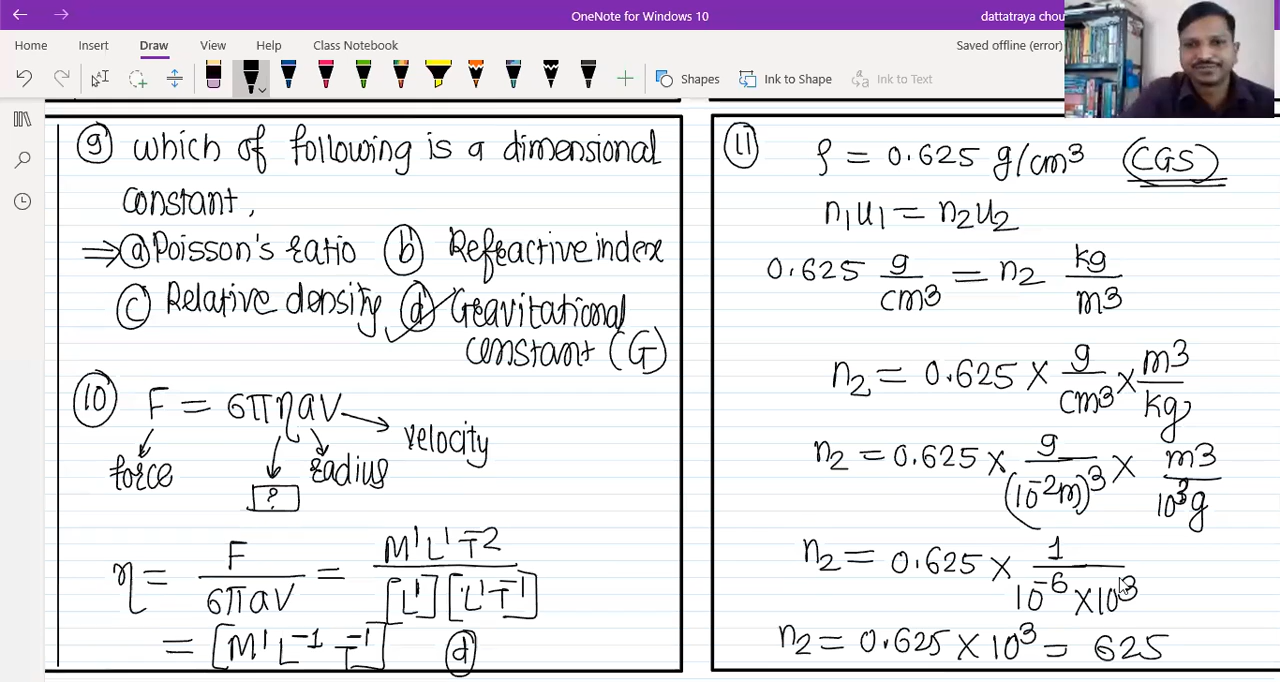 OneNote for Windows 10
dattatraya chou
Home Insert Draw View Help Class Notebook Saved offline (error)
Shapes Ink to Shape Ink to Text
9 which of following is a dimensional
constant,
⇒ a Poisson's ratio b Refractive index
c Relative density d Gravitational
constant (G)
10 F = 6πηav → velocity
force radius
?
η = F / 6πav = M¹L¹T⁻² / [L¹][L¹T⁻¹]
= [M¹L⁻¹T⁻¹] d
11 ρ = 0.625 g/cm³ (CGS)
n₁u₁ = n₂u₂
0.625 g/cm³ = n₂ kg/m³
n₂ = 0.625 × g/cm³ × m³/kg
n₂ = 0.625 × g/(10⁻²m)³ × m³/10³g
n₂ = 0.625 × 1/10⁻⁶×10³
n₂ = 0.625 × 10³ = 625